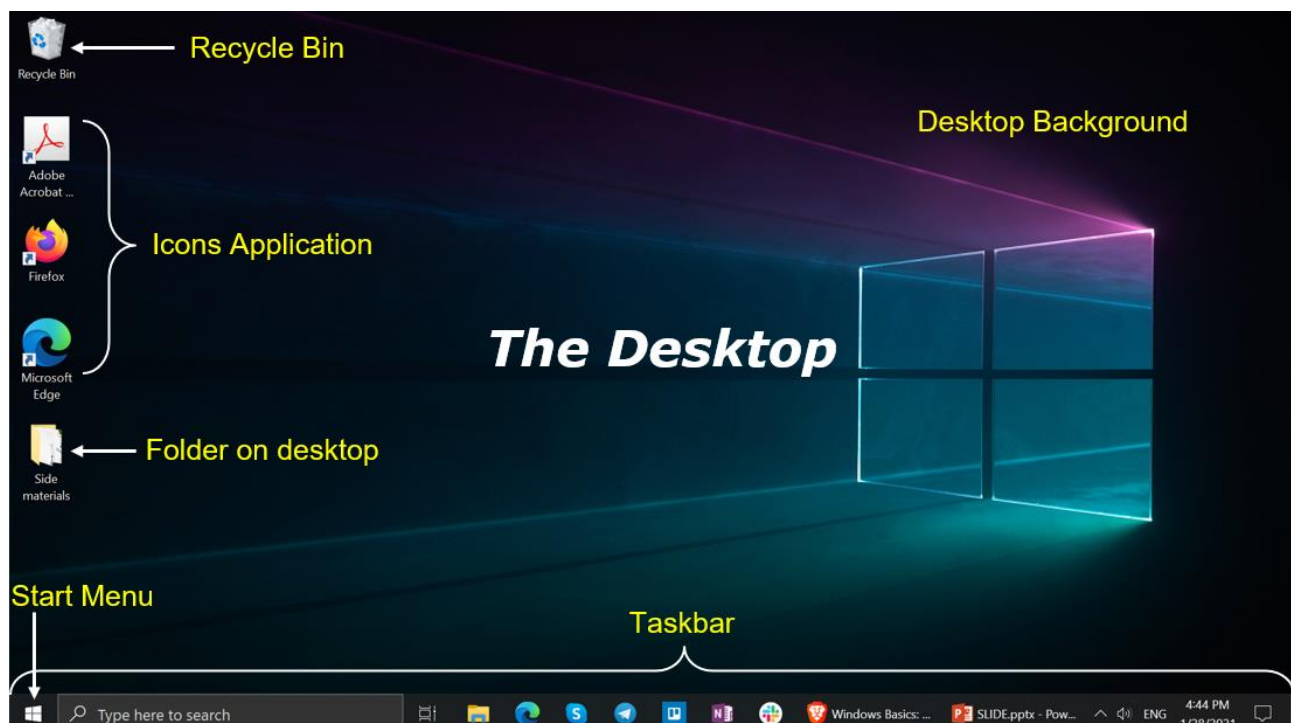 Recycle Bin
Recycle Bin
Desktop Background
Adobe
Acrobat ...
Icons Application
Firefox
The Desktop
Microsoft
Edge
Folder on desktop
Side
materials
Start Menu
Taskbar
Type here to search
Windows Basics: ...
SLIDE.pptx - Pow...
ENG
4:44 PM